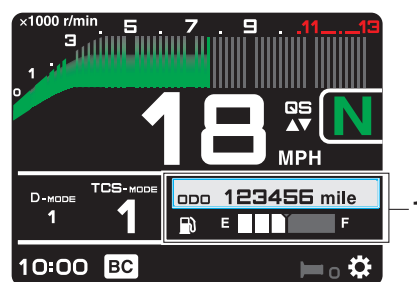 ×1000 r/min
0 1 3 . 5 . 7 . 9 . 11 . 13
18 MPH
QS
N
D-MODE 1
TCS-MODE 1
ODO 123456 mile
E F
10:00 BC
0